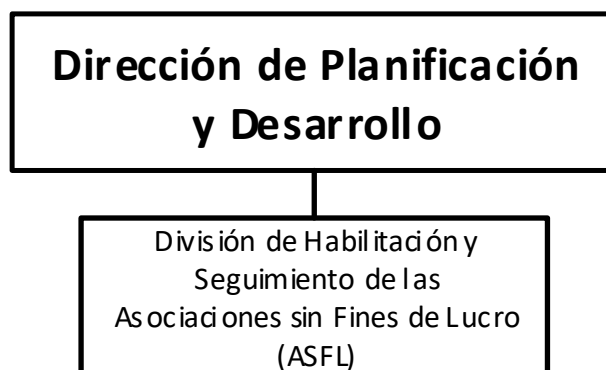 Dirección de Planificación
y Desarrollo
División de Habilitación y
Seguimiento de las
Asociaciones sin Fines de Lucro
(ASFL)